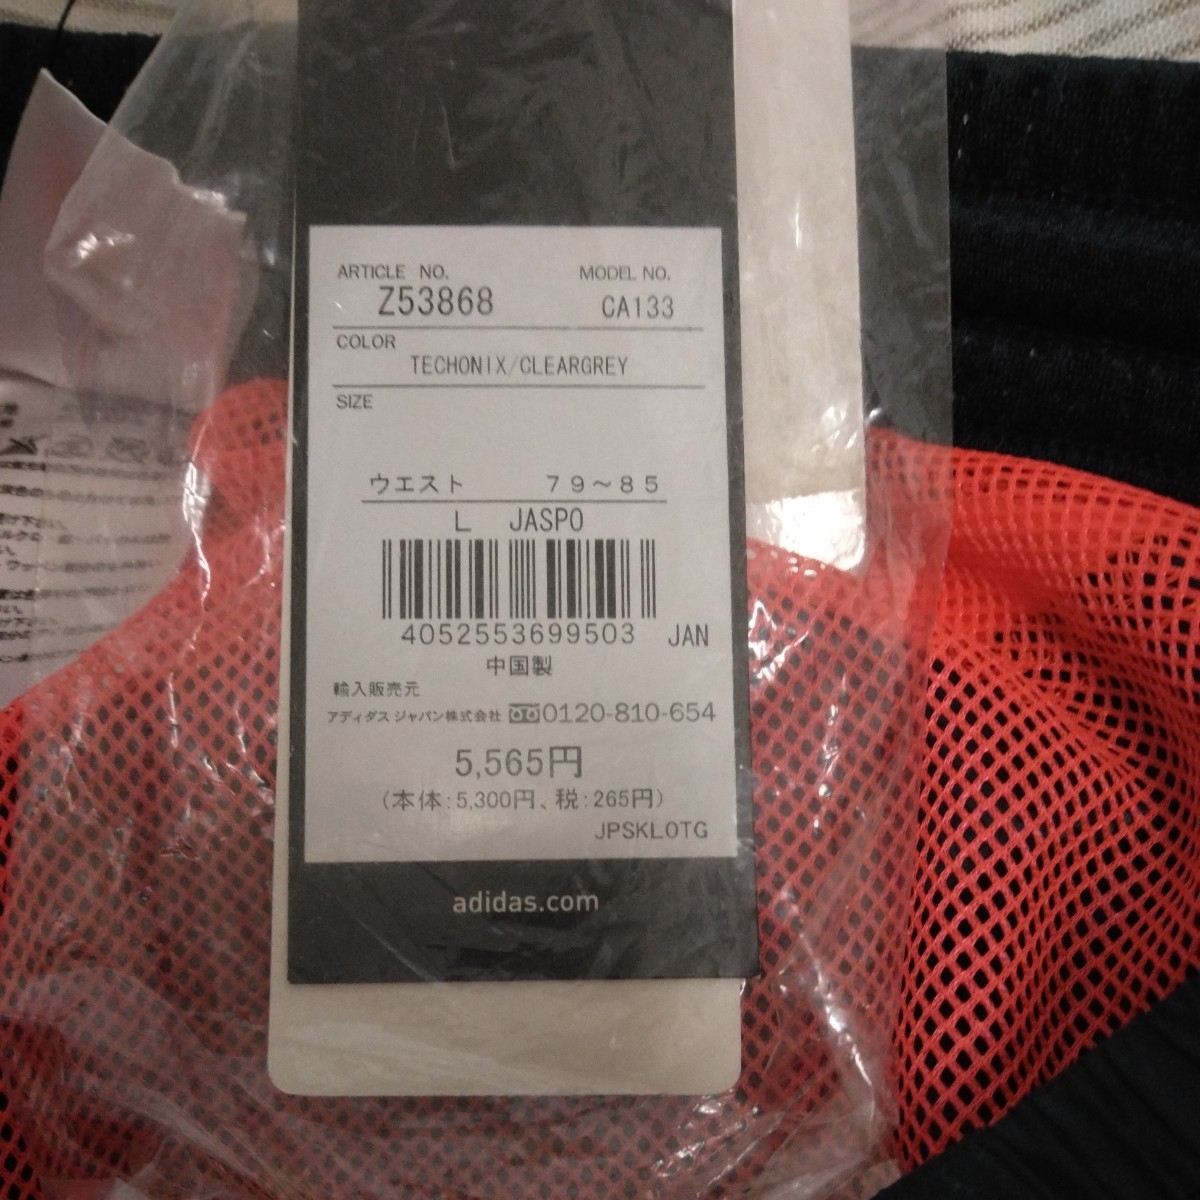 ARTICLE NO. MODEL NO.
Z53868 CA133
COLOR
TECHONIX/CLEARGREY
SIZE
ウエスト 79～85
L JASPO
4052553699503 JAN
中国製
輸入販売元
アディダス ジャパン株式会社 0120-810-654
5,565円
(本体:5,300円、税:265円)
JPSKLOTG
adidas.com